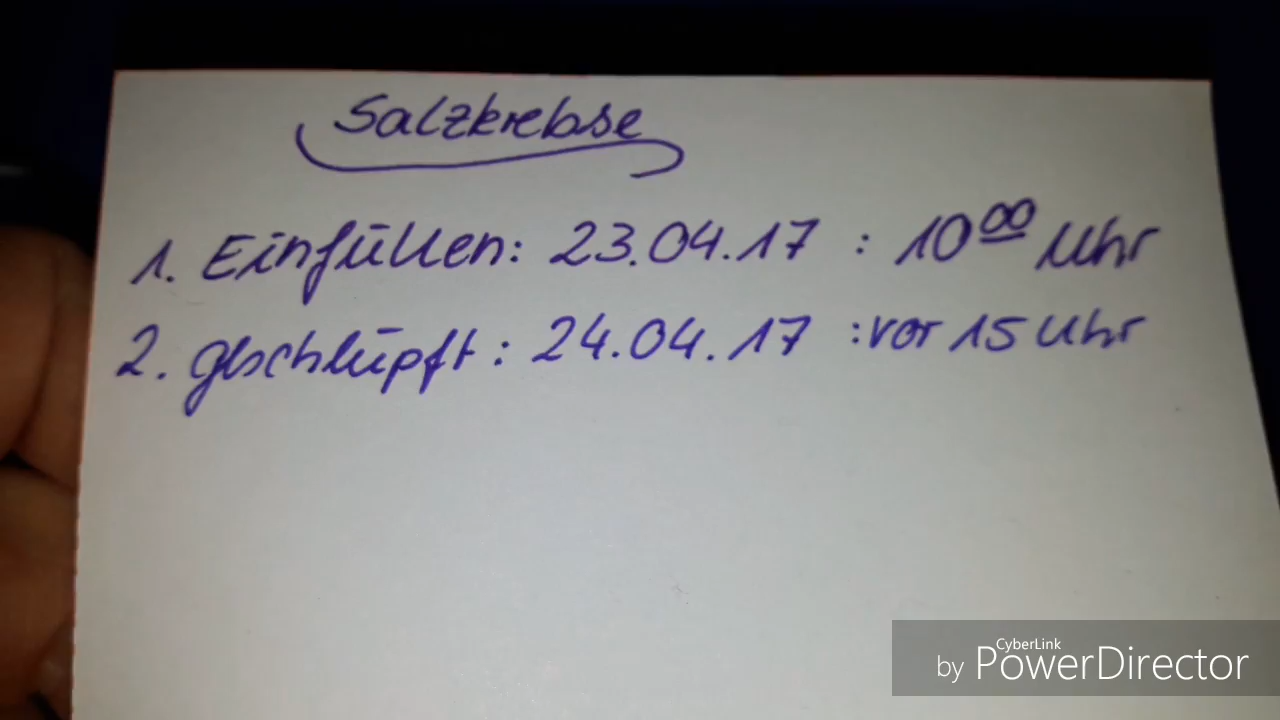 Salzkrebse
1. Einfüllen: 23.04.17 : 10⁰⁰ Uhr
2. geschlüpft: 24.04.17 : vor 15 Uhr
CyberLink
by PowerDirector